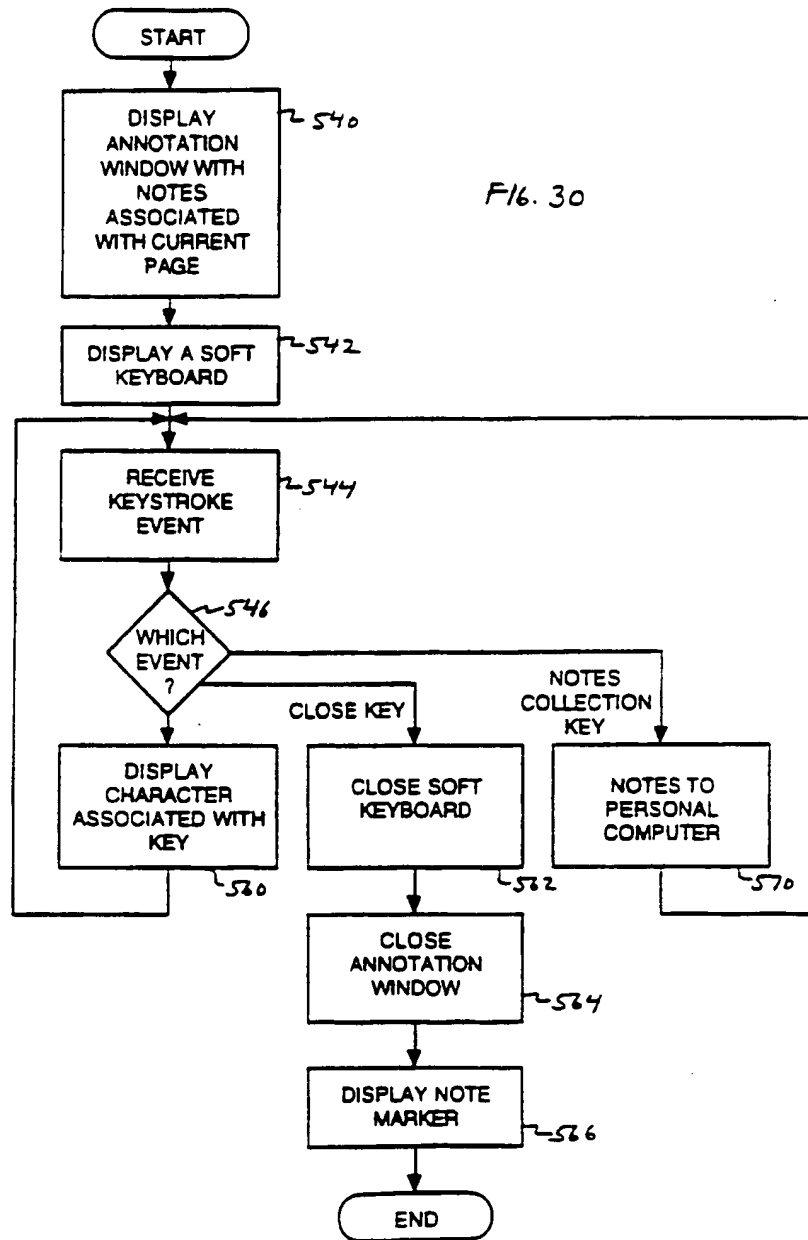 START
DISPLAY
ANNOTATION
WINDOW WITH
NOTES
ASSOCIATED
WITH CURRENT
PAGE
540
FIG. 30
DISPLAY A SOFT
KEYBOARD
542
RECEIVE
KEYSTROKE
EVENT
544
WHICH
EVENT
?
546
CLOSE KEY
NOTES
COLLECTION
KEY
DISPLAY
CHARACTER
ASSOCIATED WITH
KEY
560
CLOSE SOFT
KEYBOARD
562
NOTES TO
PERSONAL
COMPUTER
570
CLOSE
ANNOTATION
WINDOW
564
DISPLAY NOTE
MARKER
566
END